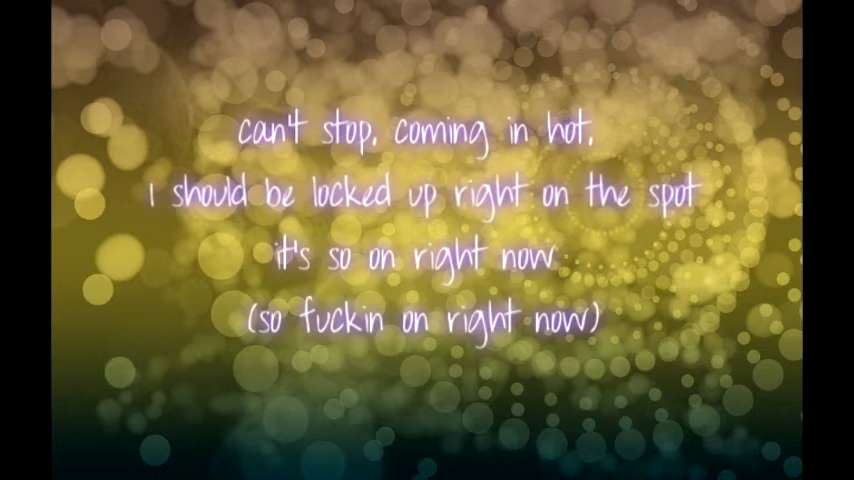 can't stop. coming in hot.
I should be locked up right on the spot
it's so on right now
(so fuckin on right now)